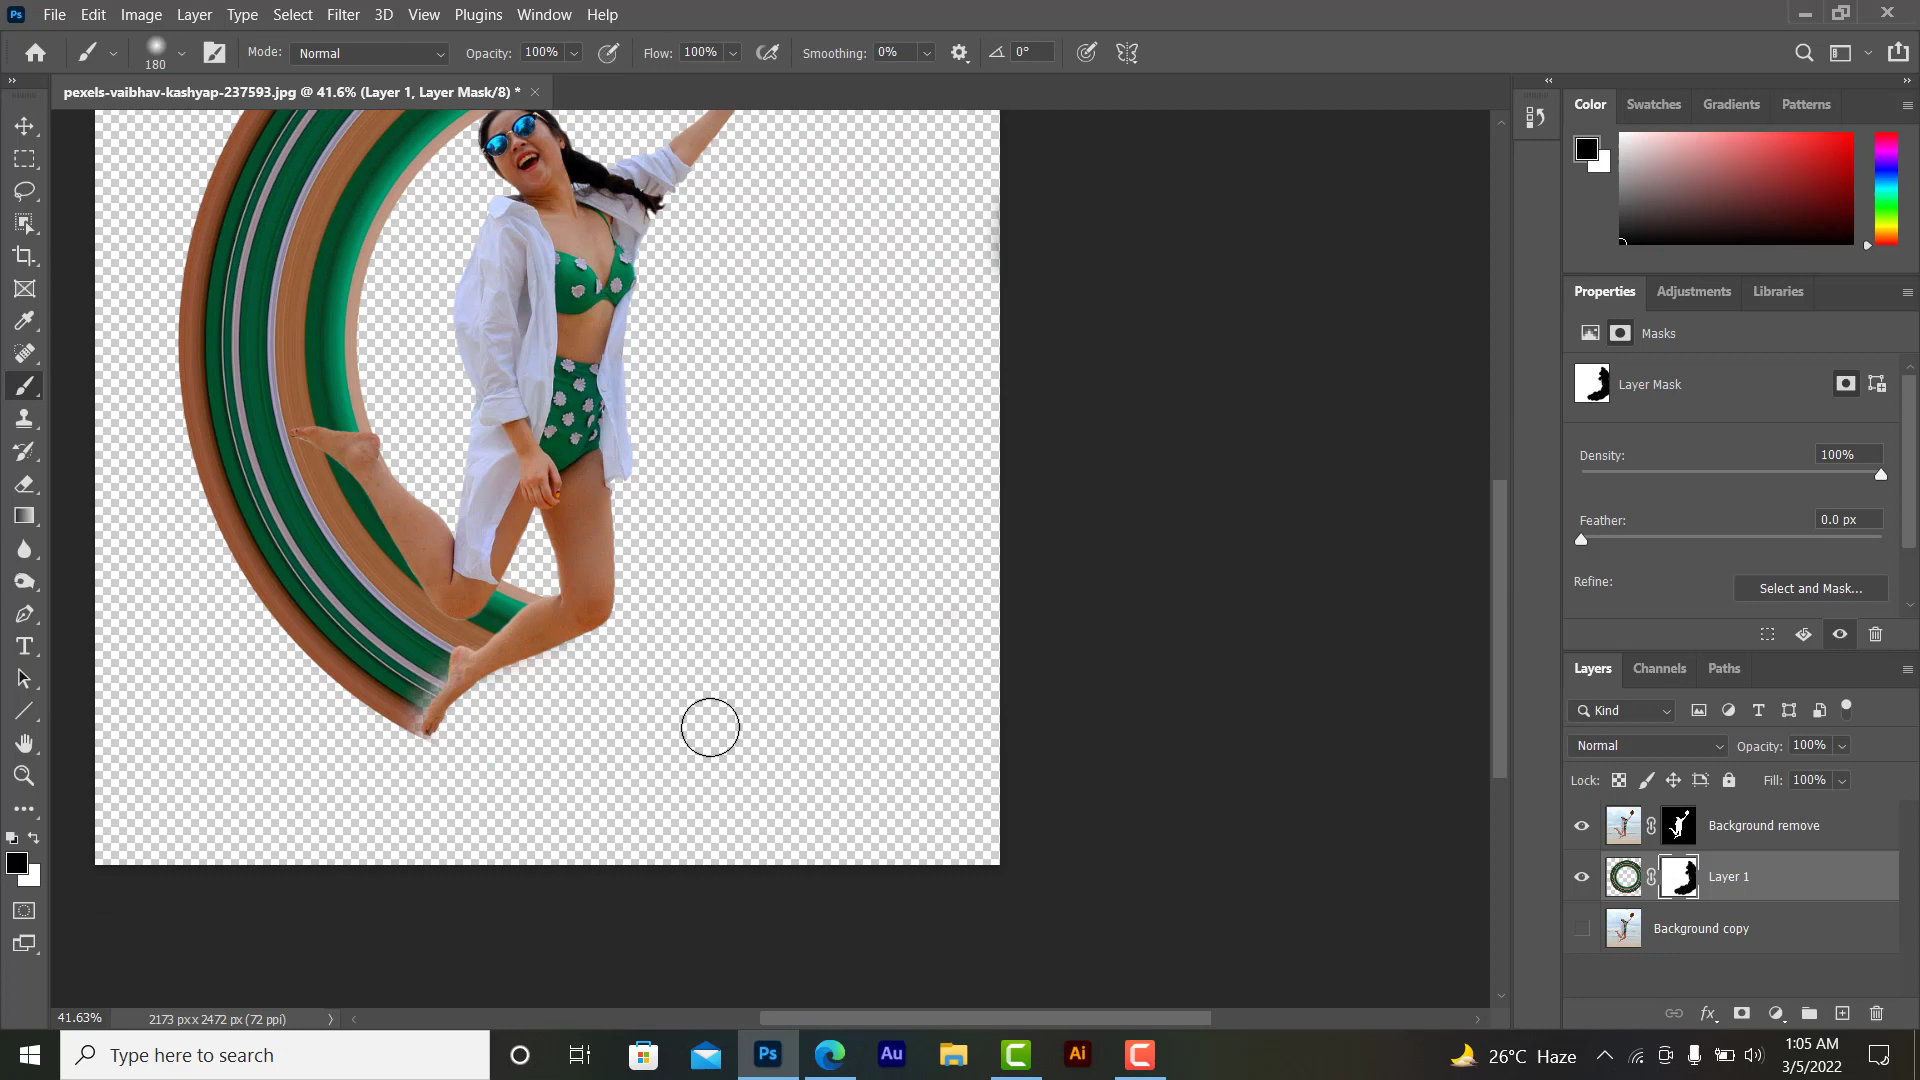 Ps File Edit Image Layer Type Select Filter 3D View Plugins Window Help
180 Mode: Normal Opacity: 100% Flow: 100% Smoothing: 0% 0°
pexels-vaibhav-kashyap-237593.jpg @ 41.6% (Layer 1, Layer Mask/8) *
Color Swatches Gradients Patterns
Properties Adjustments Libraries
Masks
Layer Mask
Density: 100%
Feather: 0.0 px
Refine: Select and Mask...
Layers Channels Paths
Kind
Normal Opacity: 100%
Lock: Fill: 100%
Background remove
Layer 1
Background copy
fx
41.63% 2173 px x 2472 px (72 ppi)
Type here to search
Ps Au Ai
26°C Haze
1:05 AM
3/5/2022